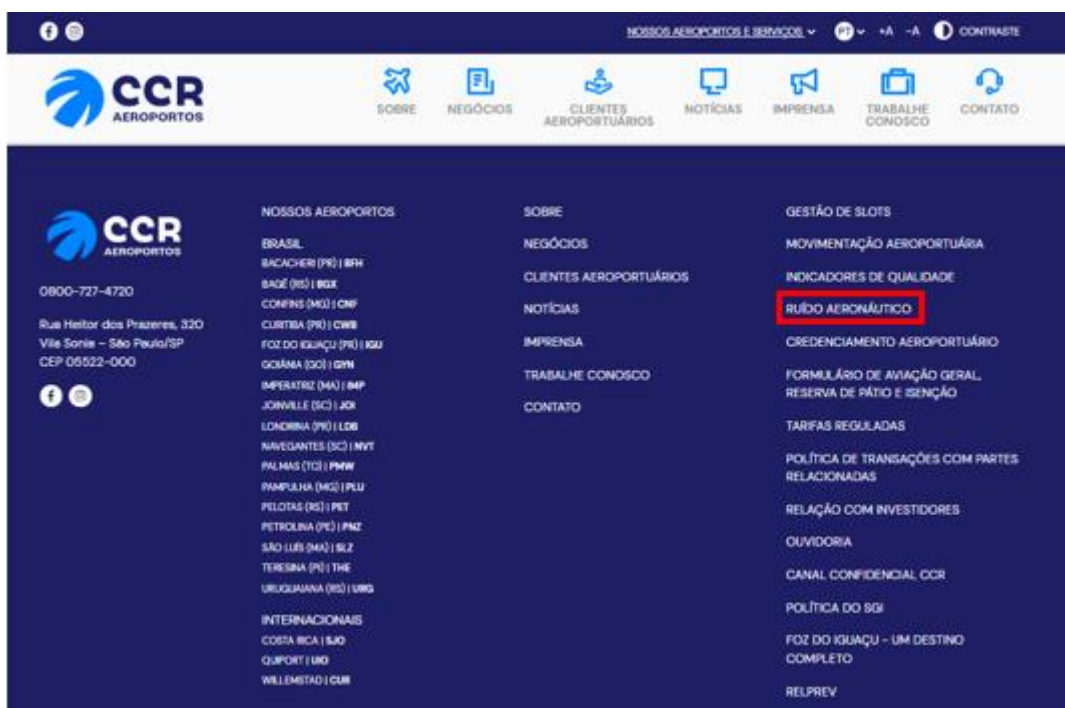 NOSSOS AEROPORTOS E SERVIÇOS
PT
+A -A
CONTRASTE
CCR
AEROPORTOS
SOBRE
NEGÓCIOS
CLIENTES
AEROPORTUÁRIOS
NOTÍCIAS
IMPRENSA
TRABALHE
CONOSCO
CONTATO
CCR
AEROPORTOS
0800-727-4720
Rua Heitor dos Prazeres, 320
Vila Sonia – São Paulo/SP
CEP 05522-000
NOSSOS AEROPORTOS
BRASIL
BACACHERI (PR) | BFH
BAGÉ (RS) | BGX
CONFINS (MG) | CNF
CURITIBA (PR) | CWB
FOZ DO IGUAÇU (PR) | IGU
GOIÂNIA (GO) | GYN
IMPERATRIZ (MA) | IMP
JOINVILLE (SC) | JOI
LONDRINA (PR) | LDB
NAVEGANTES (SC) | NVT
PALMAS (TO) | PMW
PAMPULHA (MG) | PLU
PELOTAS (RS) | PET
PETROLINA (PE) | PNZ
SÃO LUÍS (MA) | SLZ
TERESINA (PI) | THE
URUGUAIANA (RS) | URG
INTERNACIONAIS
COSTA RICA | SJO
QUIPORT | UIO
WILLEMSTAD | CUR
SOBRE
NEGÓCIOS
CLIENTES AEROPORTUÁRIOS
NOTÍCIAS
IMPRENSA
TRABALHE CONOSCO
CONTATO
GESTÃO DE SLOTS
MOVIMENTAÇÃO AEROPORTUÁRIA
INDICADORES DE QUALIDADE
RUÍDO AERONÁUTICO
CREDENCIAMENTO AEROPORTUÁRIO
FORMULÁRIO DE AVIAÇÃO GERAL,
RESERVA DE PÁTIO E ISENÇÃO
TARIFAS REGULADAS
POLÍTICA DE TRANSAÇÕES COM PARTES
RELACIONADAS
RELAÇÃO COM INVESTIDORES
OUVIDORIA
CANAL CONFIDENCIAL CCR
POLÍTICA DO SGI
FOZ DO IGUAÇU – UM DESTINO
COMPLETO
RELPREV